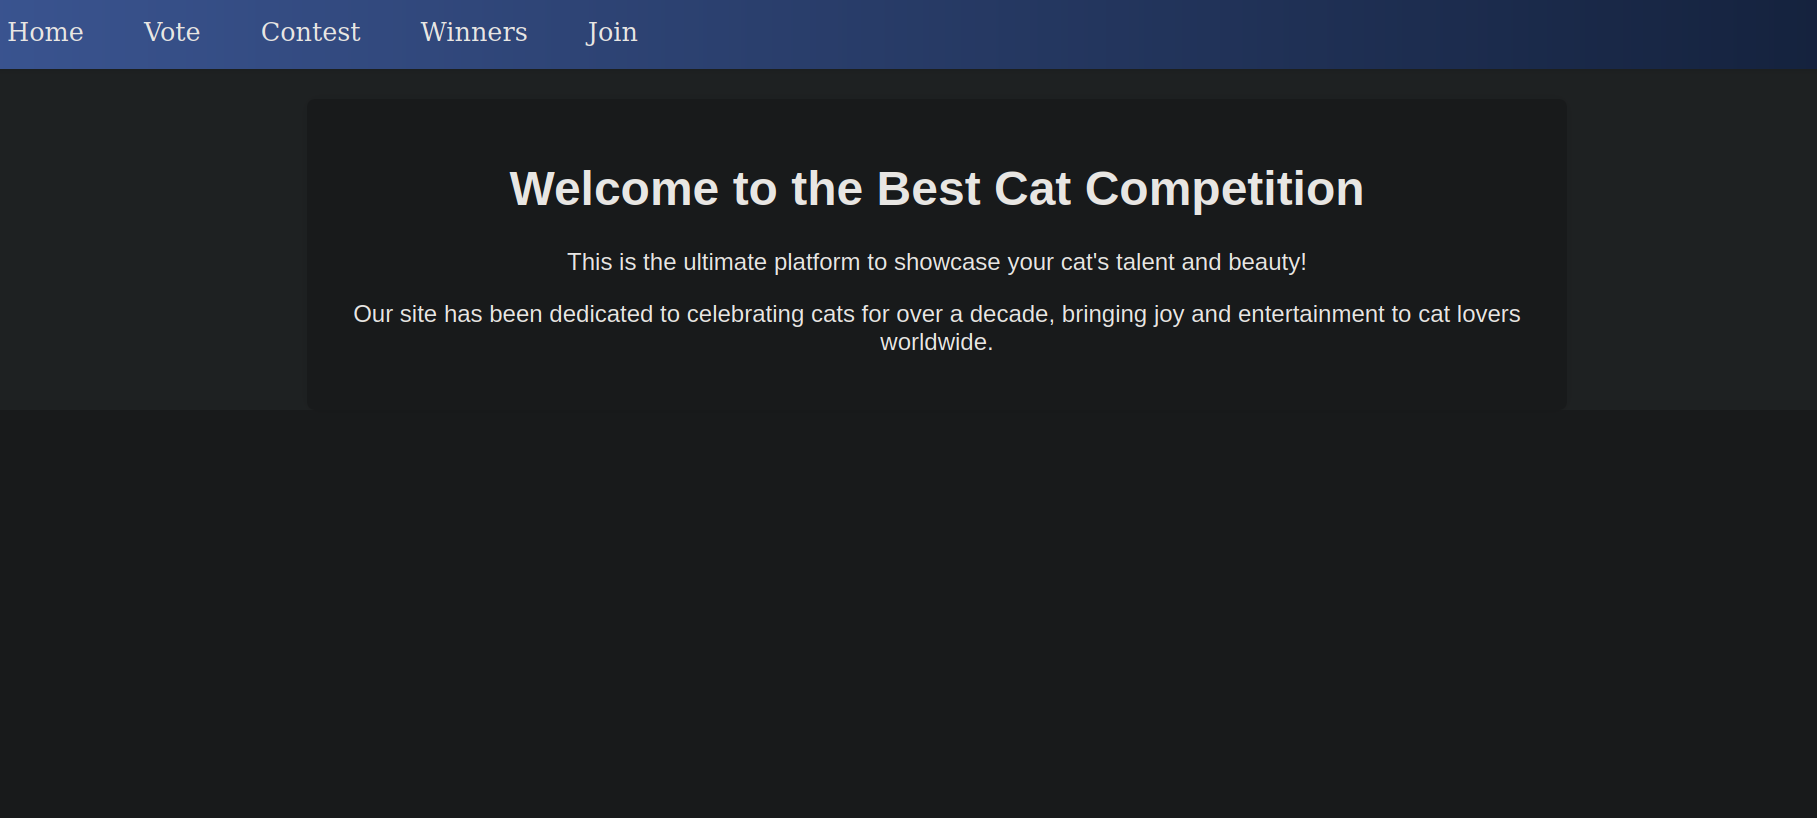 Home Vote Contest Winners Join
Welcome to the Best Cat Competition
This is the ultimate platform to showcase your cat's talent and beauty!
Our site has been dedicated to celebrating cats for over a decade, bringing joy and entertainment to cat lovers
worldwide.